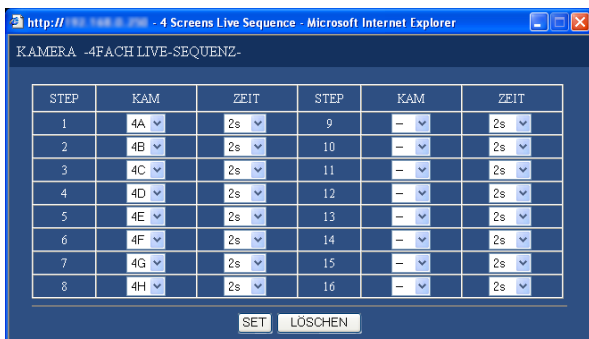 http:// - 4 Screens Live Sequence - Microsoft Internet Explorer
KAMERA -4FACH LIVE-SEQUENZ-
STEP KAM ZEIT STEP KAM ZEIT
1 4A 2s 9 – 2s
2 4B 2s 10 – 2s
3 4C 2s 11 – 2s
4 4D 2s 12 – 2s
5 4E 2s 13 – 2s
6 4F 2s 14 – 2s
7 4G 2s 15 – 2s
8 4H 2s 16 – 2s
SET LÖSCHEN